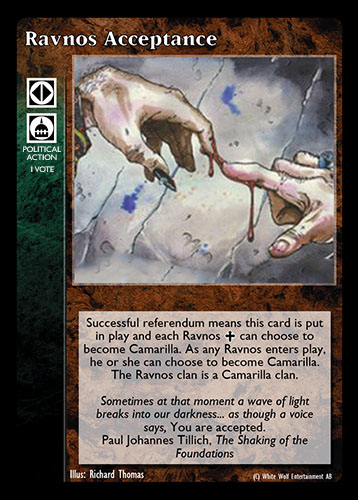 Ravnos Acceptance
POLITICAL
ACTION
1 VOTE
Successful referendum means this card is put
in play and each Ravnos + can choose to
become Camarilla. As any Ravnos enters play,
he or she can choose to become Camarilla.
The Ravnos clan is a Camarilla clan.
Sometimes at that moment a wave of light
breaks into our darkness... as though a voice
says, You are accepted.
Paul Johannes Tillich, The Shaking of the
Foundations
Illus: Richard Thomas
(C) White Wolf Entertainment AB